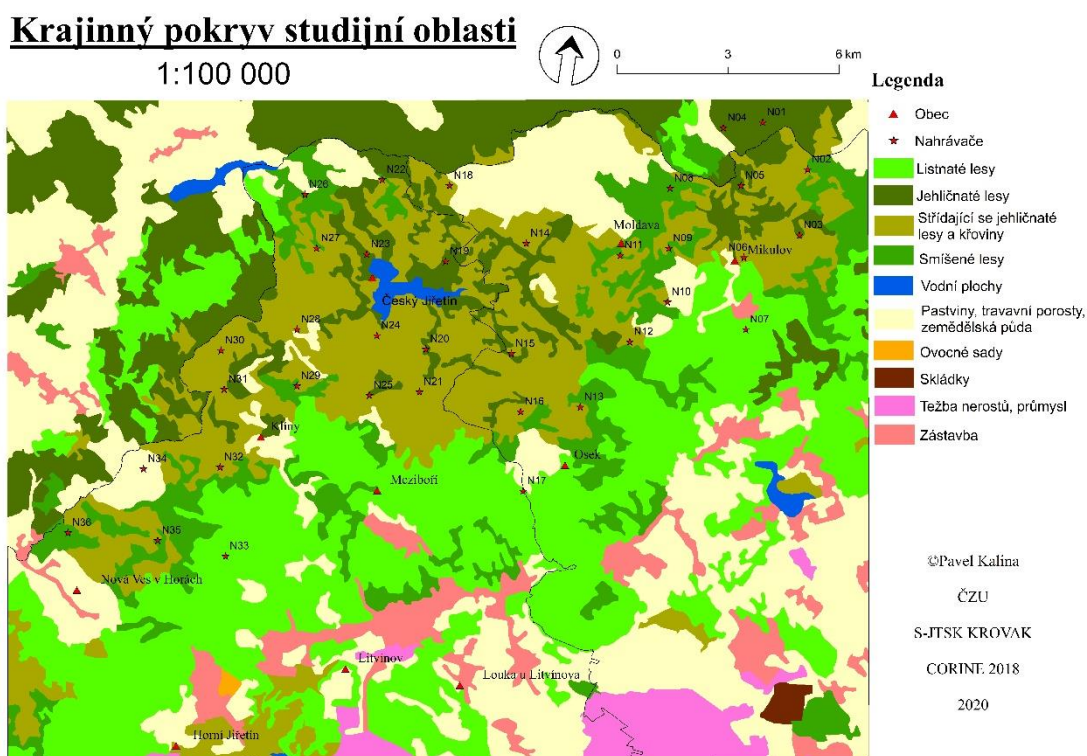 Krajinný pokryv studijní oblasti
1:100 000
0 3 6 km
Legenda
Obec
Nahrávače
Listnaté lesy
Jehličnaté lesy
Střídající se jehličnaté
lesy a křoviny
Smíšené lesy
Vodní plochy
Pastviny, travavní porosty,
zemědělská půda
Ovocné sady
Skládky
Težba nerostů, průmysl
Zástavba
N04
N01
N02
N22
N18
N26
N08
N05
N03
Moldava
N14
N27
N23
N19
N11
N09
N06
Mikulov
Český Jiřetín
N10
N28
N24
N07
N12
N30
N20
N15
N31
N29
N25
N21
N16
N13
Klíny
N34
N32
Osek
Meziboří
N17
N36
N35
N33
Nová Ves v Horách
Litvínov
Louka u Litvínova
Horní Jiřetín
©Pavel Kalina
ČZU
S-JTSK KROVAK
CORINE 2018
2020